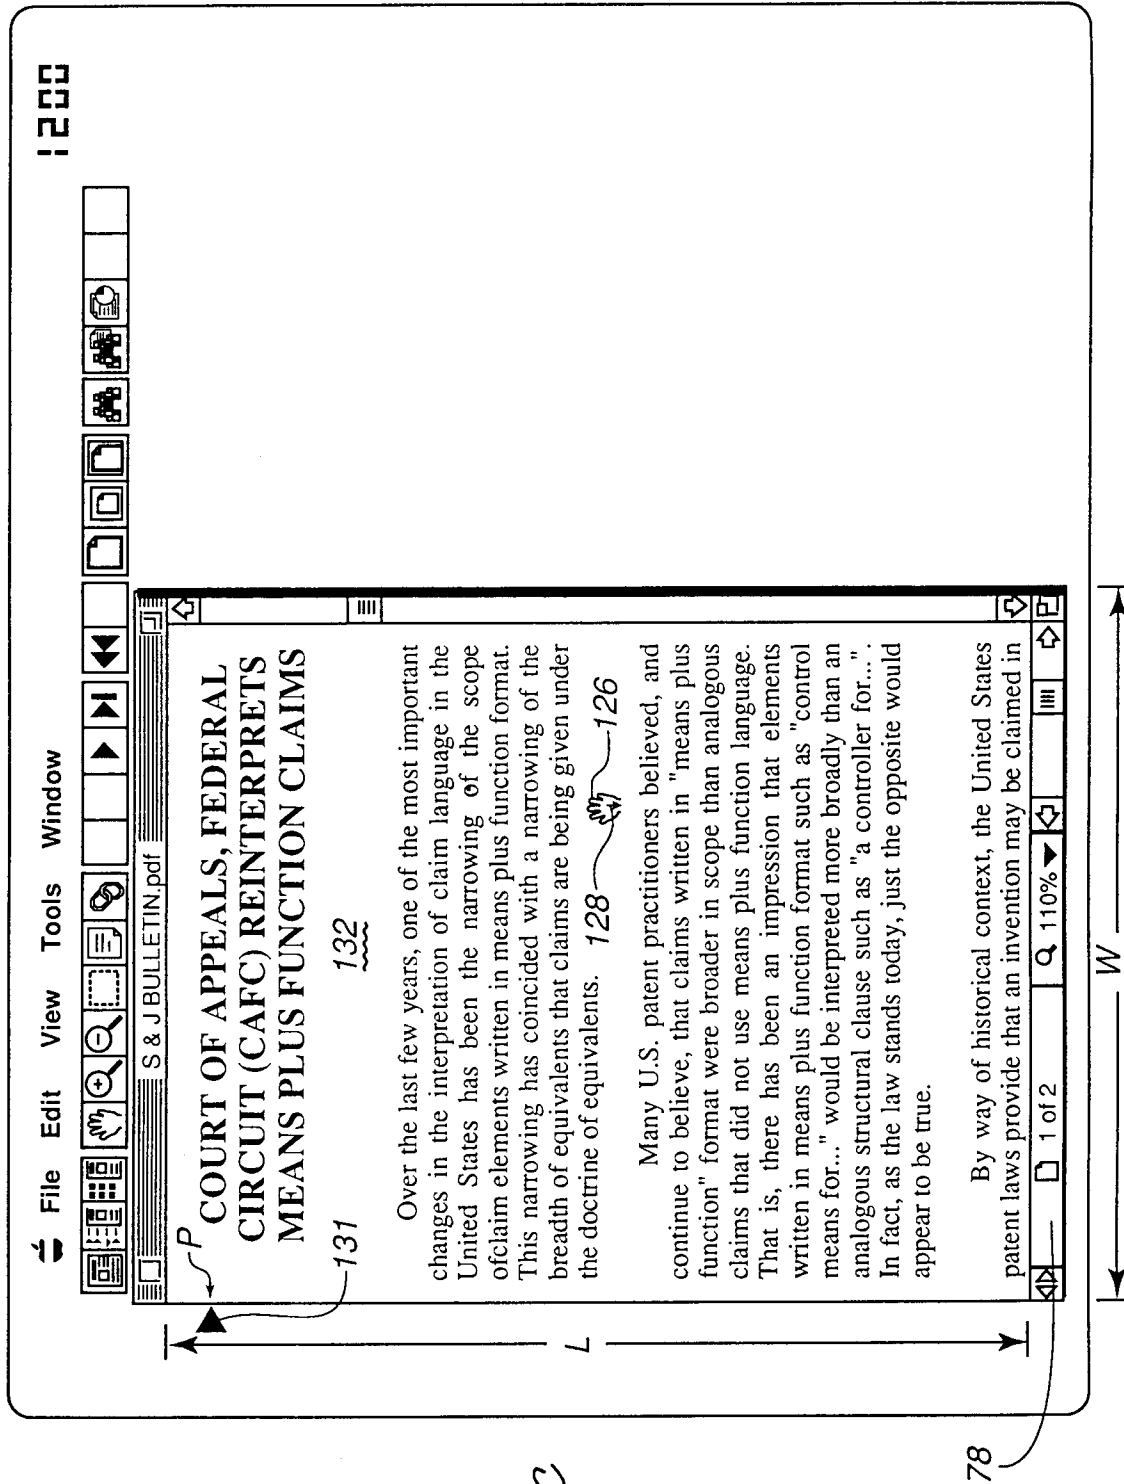 1200
File Edit View Tools Window
S & J BULLETIN.pdf
P
COURT OF APPEALS, FEDERAL
CIRCUIT (CAFC) REINTERPRETS
MEANS PLUS FUNCTION CLAIMS
131
132
Over the last few years, one of the most important
changes in the interpretation of claim language in the
United States has been the narrowing of the scope
ofclaim elements written in means plus function format.
This narrowing has coincided with a narrowing of the
breadth of equivalents that claims are being given under
the doctrine of equivalents.
128
126
Many U.S. patent practitioners believed, and
continue to believe, that claims written in "means plus
function" format were broader in scope than analogous
claims that did not use means plus function language.
That is, there has been an impression that elements
written in means plus function format such as "control
means for..." would be interpreted more broadly than an
analogous structural clause such as "a controller for...".
In fact, as the law stands today, just the opposite would
appear to be true.
By way of historical context, the United States
patent laws provide that an invention may be claimed in
1 of 2 110%
L
W
78
C